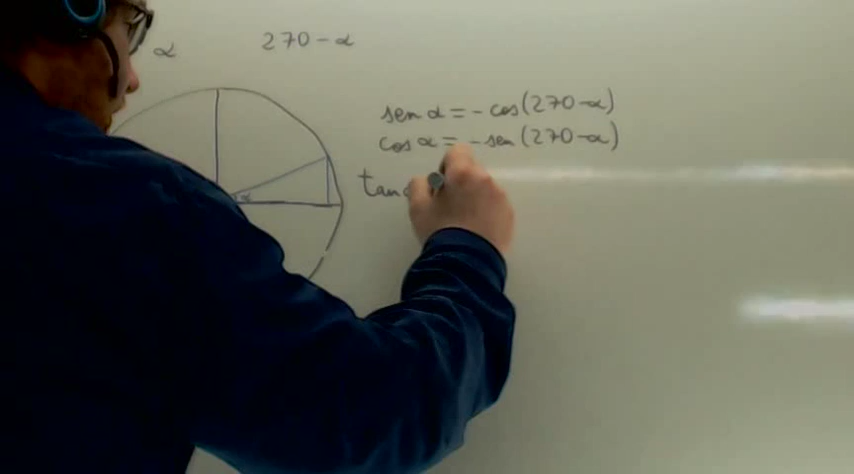 α 270-α
sen α = - cos(270-α)
cos α = - sen (270-α)
tan
α